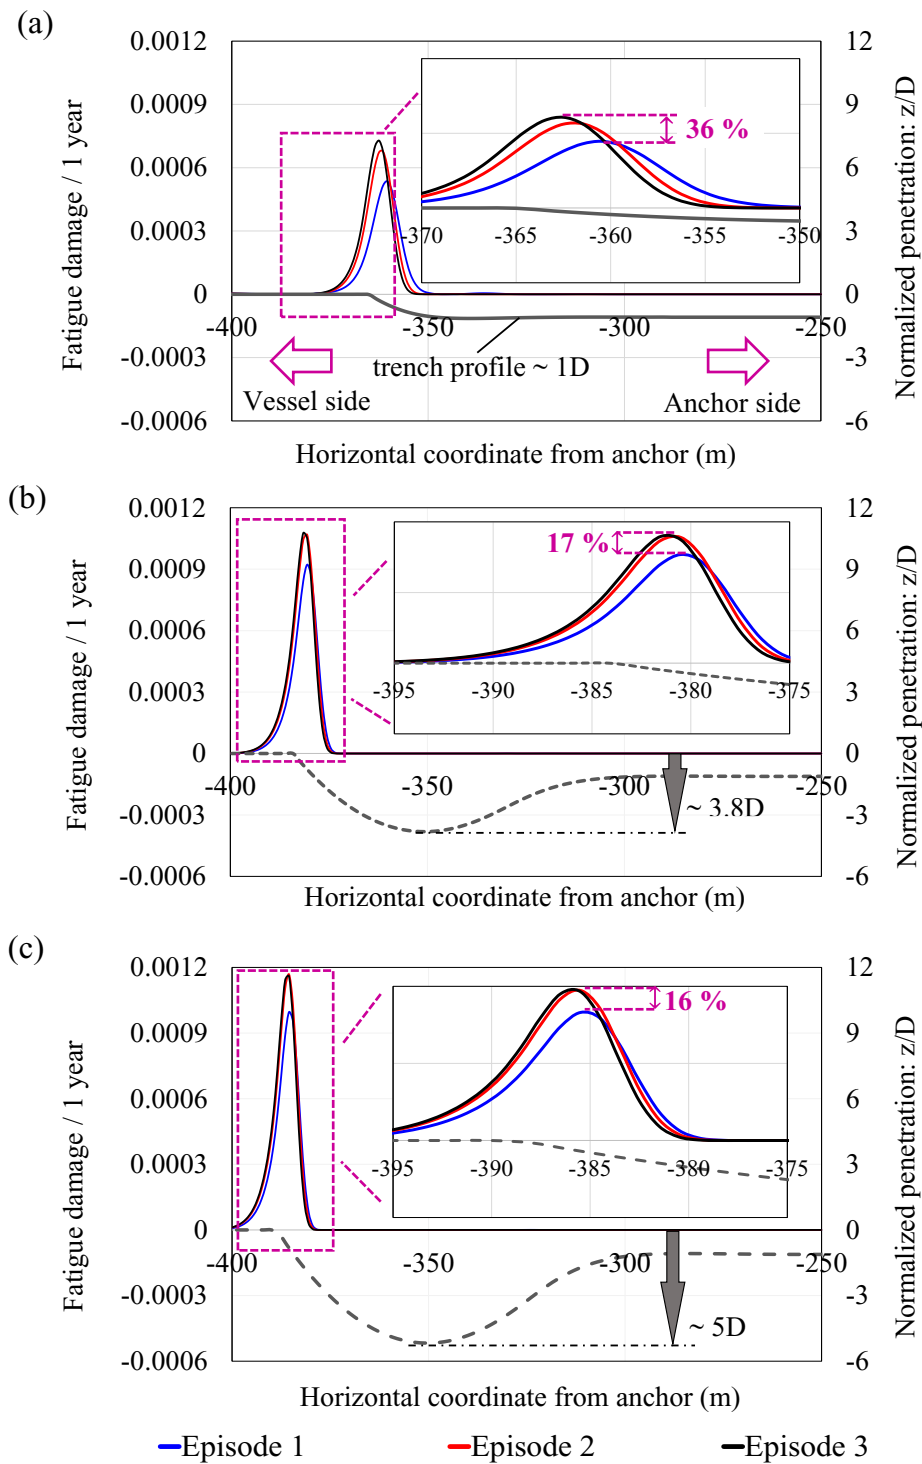 (a)
Fatigue damage / 1 year
0.0012
0.0009
0.0006
0.0003
0
-0.0003
-0.0006
12
9
6
3
0
-3
-6
Normalized penetration: z/D
36 %
-370 -365 -360 -355 -350
-400 -350 -300 -250
trench profile ~ 1D
Vessel side
Anchor side
Horizontal coordinate from anchor (m)
(b)
Fatigue damage / 1 year
0.0012
0.0009
0.0006
0.0003
0
-0.0003
-0.0006
12
9
6
3
0
-3
-6
Normalized penetration: z/D
17 %
-395 -390 -385 -380 -375
-400 -350 -300 -250
~ 3.8D
Horizontal coordinate from anchor (m)
(c)
Fatigue damage / 1 year
0.0012
0.0009
0.0006
0.0003
0
-0.0003
-0.0006
12
9
6
3
0
-3
-6
Normalized penetration: z/D
16 %
-395 -390 -385 -380 -375
-400 -350 -300 -250
~ 5D
Horizontal coordinate from anchor (m)
Episode 1 Episode 2 Episode 3